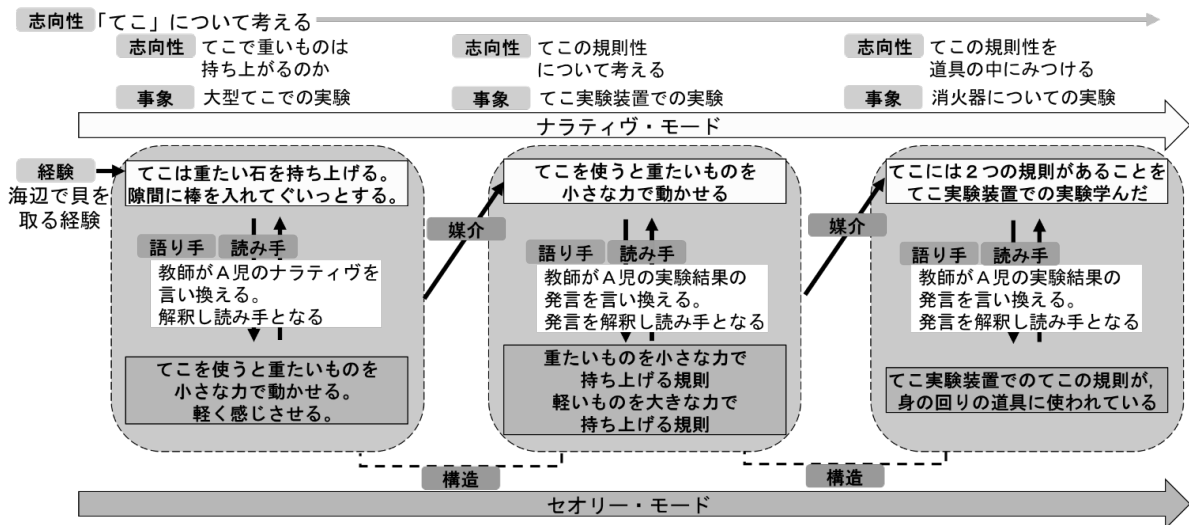 志向性 「てこ」について考える
志向性 てこで重いものは
持ち上がるのか
事象 大型てこでの実験
志向性 てこの規則性
について考える
事象 てこ実験装置での実験
志向性 てこの規則性を
道具の中にみつける
事象 消火器についての実験
ナラティヴ・モード
経験
海辺で貝を
取る経験
てこは重たい石を持ち上げる。
隙間に棒を入れてぐいっとする。
語り手 読み手
教師がA児のナラティヴを
言い換える。
解釈し読み手となる
てこを使うと重たいものを
小さな力で動かせる。
軽く感じさせる。
媒介
てこを使うと重たいものを
小さな力で動かせる
語り手 読み手
教師がA児の実験結果の
発言を言い換える。
発言を解釈し読み手となる
重たいものを小さな力で
持ち上げる規則
軽いものを大きな力で
持ち上げる規則
媒介
てこには2つの規則があることを
てこ実験装置での実験学んだ
語り手 読み手
教師がA児の実験結果の
発言を言い換える。
発言を解釈し読み手となる
てこ実験装置でのてこの規則が，
身の回りの道具に使われている
構造
構造
セオリー・モード